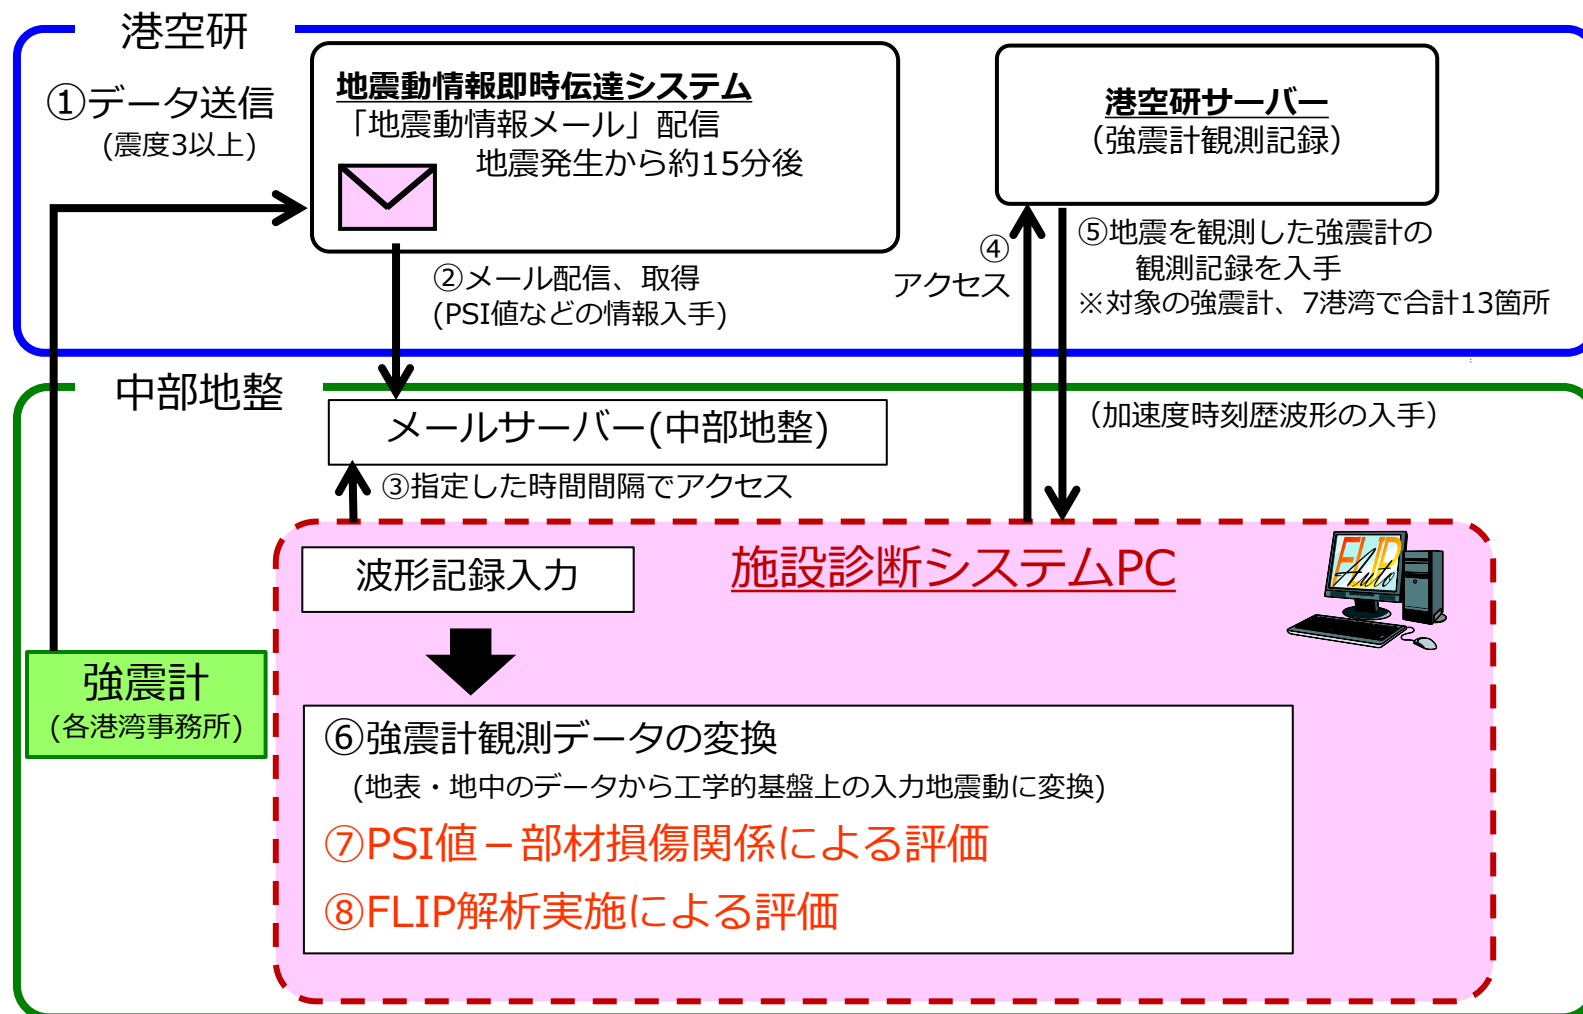 港空研
①データ送信
(震度3以上)
地震動情報即時伝達システム
「地震動情報メール」配信
地震発生から約15分後
港空研サーバー
（強震計観測記録）
②メール配信、取得
(PSI値などの情報入手)
④
アクセス
⑤地震を観測した強震計の
観測記録を入手
※対象の強震計、7港湾で合計13箇所
中部地整
メールサーバー(中部地整)
（加速度時刻歴波形の入手）
③指定した時間間隔でアクセス
波形記録入力
施設診断システムPC
FLIP
Auto
強震計
(各港湾事務所)
⑥強震計観測データの変換
(地表・地中のデータから工学的基盤上の入力地震動に変換)
⑦PSI値－部材損傷関係による評価
⑧FLIP解析実施による評価